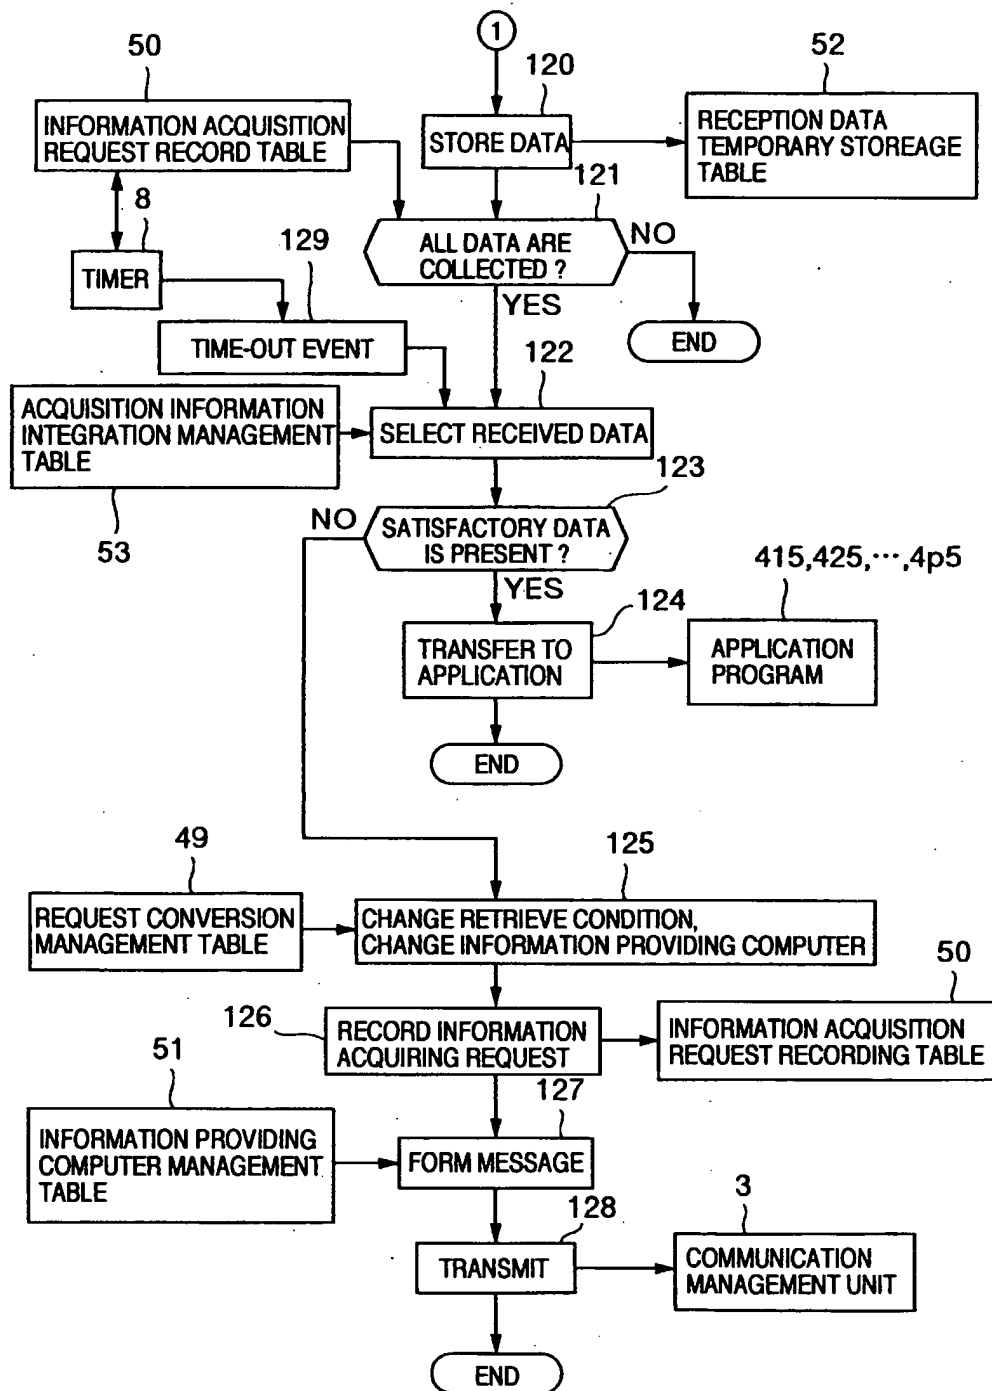 1
50
120
52
INFORMATION ACQUISITION
REQUEST RECORD TABLE
STORE DATA
RECEPTION DATA
TEMPORARY STOREAGE
TABLE
8
121
129
ALL DATA ARE
COLLECTED ?
NO
TIMER
YES
TIME-OUT EVENT
END
122
ACQUISITION INFORMATION
INTEGRATION MANAGEMENT
TABLE
SELECT RECEIVED DATA
123
53
NO
SATISFACTORY DATA
IS PRESENT ?
YES
415,425,···,4p5
124
TRANSFER TO
APPLICATION
APPLICATION
PROGRAM
END
49
125
REQUEST CONVERSION
MANAGEMENT TABLE
CHANGE RETRIEVE CONDITION,
CHANGE INFORMATION PROVIDING COMPUTER
50
126
RECORD INFORMATION
ACQUIRING REQUEST
INFORMATION ACQUISITION
REQUEST RECORDING TABLE
51
127
INFORMATION PROVIDING
COMPUTER MANAGEMENT
TABLE
FORM MESSAGE
128
3
TRANSMIT
COMMUNICATION
MANAGEMENT UNIT
END